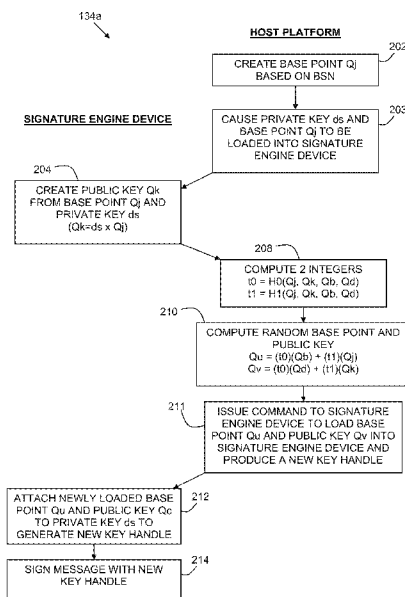 134a
HOST PLATFORM
202
CREATE BASE POINT Qj
BASED ON BSN
SIGNATURE ENGINE DEVICE
203
CAUSE PRIVATE KEY ds AND
BASE POINT Qj TO BE
LOADED INTO SIGNATURE
ENGINE DEVICE
204
CREATE PUBLIC KEY Qk
FROM BASE POINT Qj AND
PRIVATE KEY ds
(Qk=ds x Qj)
208
COMPUTE 2 INTEGERS
t0 = H0(Qj, Qk, Qb, Qd)
t1 = H1(Qj, Qk, Qb, Qd)
210
COMPUTE RANDOM BASE POINT AND
PUBLIC KEY
Qu = (t0)(Qb) + (t1)(Qj)
Qv = (t0)(Qd) + (t1)(Qk)
211
ISSUE COMMAND TO SIGNATURE
ENGINE DEVICE TO LOAD BASE
POINT Qu AND PUBLIC KEY Qv INTO
SIGNATURE ENGINE DEVICE AND
PRODUCE A NEW KEY HANDLE
212
ATTACH NEWLY LOADED BASE
POINT Qu AND PUBLIC KEY Qc
TO PRIVATE KEY ds TO
GENERATE NEW KEY HANDLE
214
SIGN MESSAGE WITH NEW
KEY HANDLE